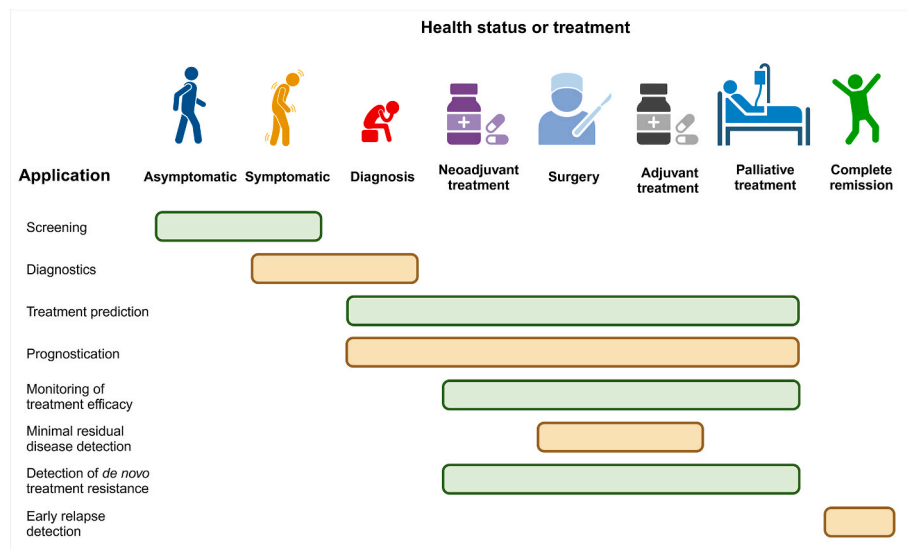 Health status or treatment
Application
Asymptomatic
Symptomatic
Diagnosis
Neoadjuvant
treatment
Surgery
Adjuvant
treatment
Palliative
treatment
Complete
remission
Screening
Diagnostics
Treatment prediction
Prognostication
Monitoring of
treatment efficacy
Minimal residual
disease detection
Detection of de novo
treatment resistance
Early relapse
detection